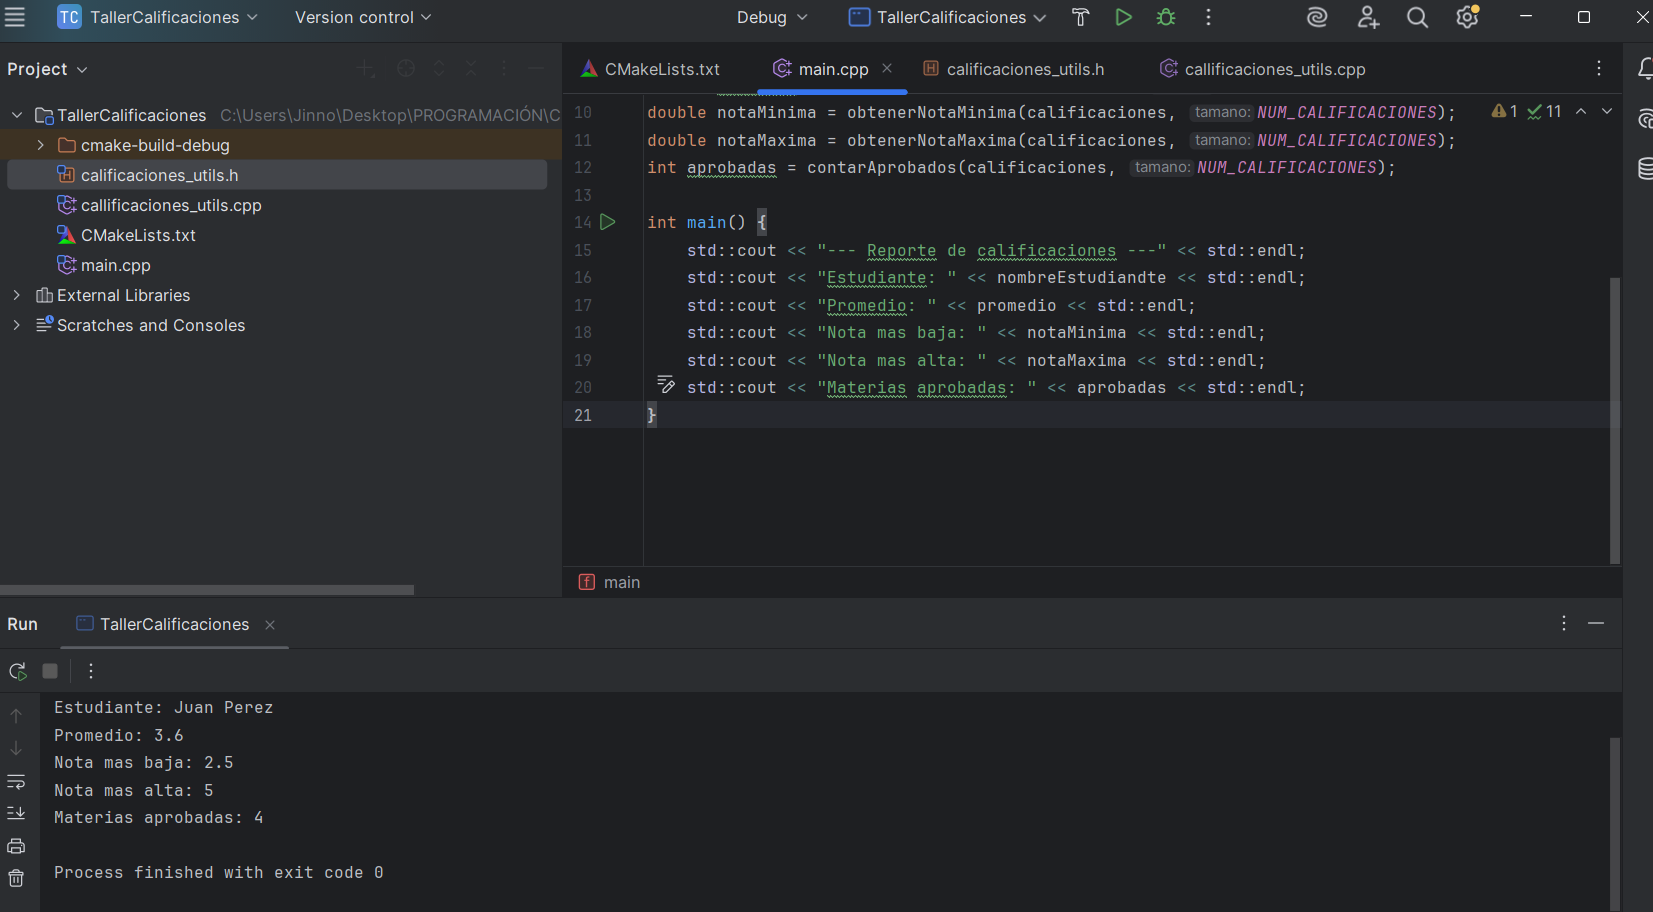 TC TallerCalificaciones Version control Debug TallerCalificaciones
Project
CMakeLists.txt main.cpp calificaciones_utils.h callificaciones_utils.cpp
TallerCalificaciones C:\Users\Jinno\Desktop\PROGRAMACIÓN\C
cmake-build-debug
calificaciones_utils.h
callificaciones_utils.cpp
CMakeLists.txt
main.cpp
External Libraries
Scratches and Consoles
10 double notaMinima = obtenerNotaMinima(calificaciones, tamano: NUM_CALIFICACIONES); 1 11
11 double notaMaxima = obtenerNotaMaxima(calificaciones, tamano: NUM_CALIFICACIONES);
12 int aprobadas = contarAprobados(calificaciones, tamano: NUM_CALIFICACIONES);
13
14 int main() {
15 std::cout << "--- Reporte de calificaciones ---" << std::endl;
16 std::cout << "Estudiante: " << nombreEstudiandte << std::endl;
17 std::cout << "Promedio: " << promedio << std::endl;
18 std::cout << "Nota mas baja: " << notaMinima << std::endl;
19 std::cout << "Nota mas alta: " << notaMaxima << std::endl;
20 std::cout << "Materias aprobadas: " << aprobadas << std::endl;
21 }
main
Run TallerCalificaciones
Estudiante: Juan Perez
Promedio: 3.6
Nota mas baja: 2.5
Nota mas alta: 5
Materias aprobadas: 4
Process finished with exit code 0